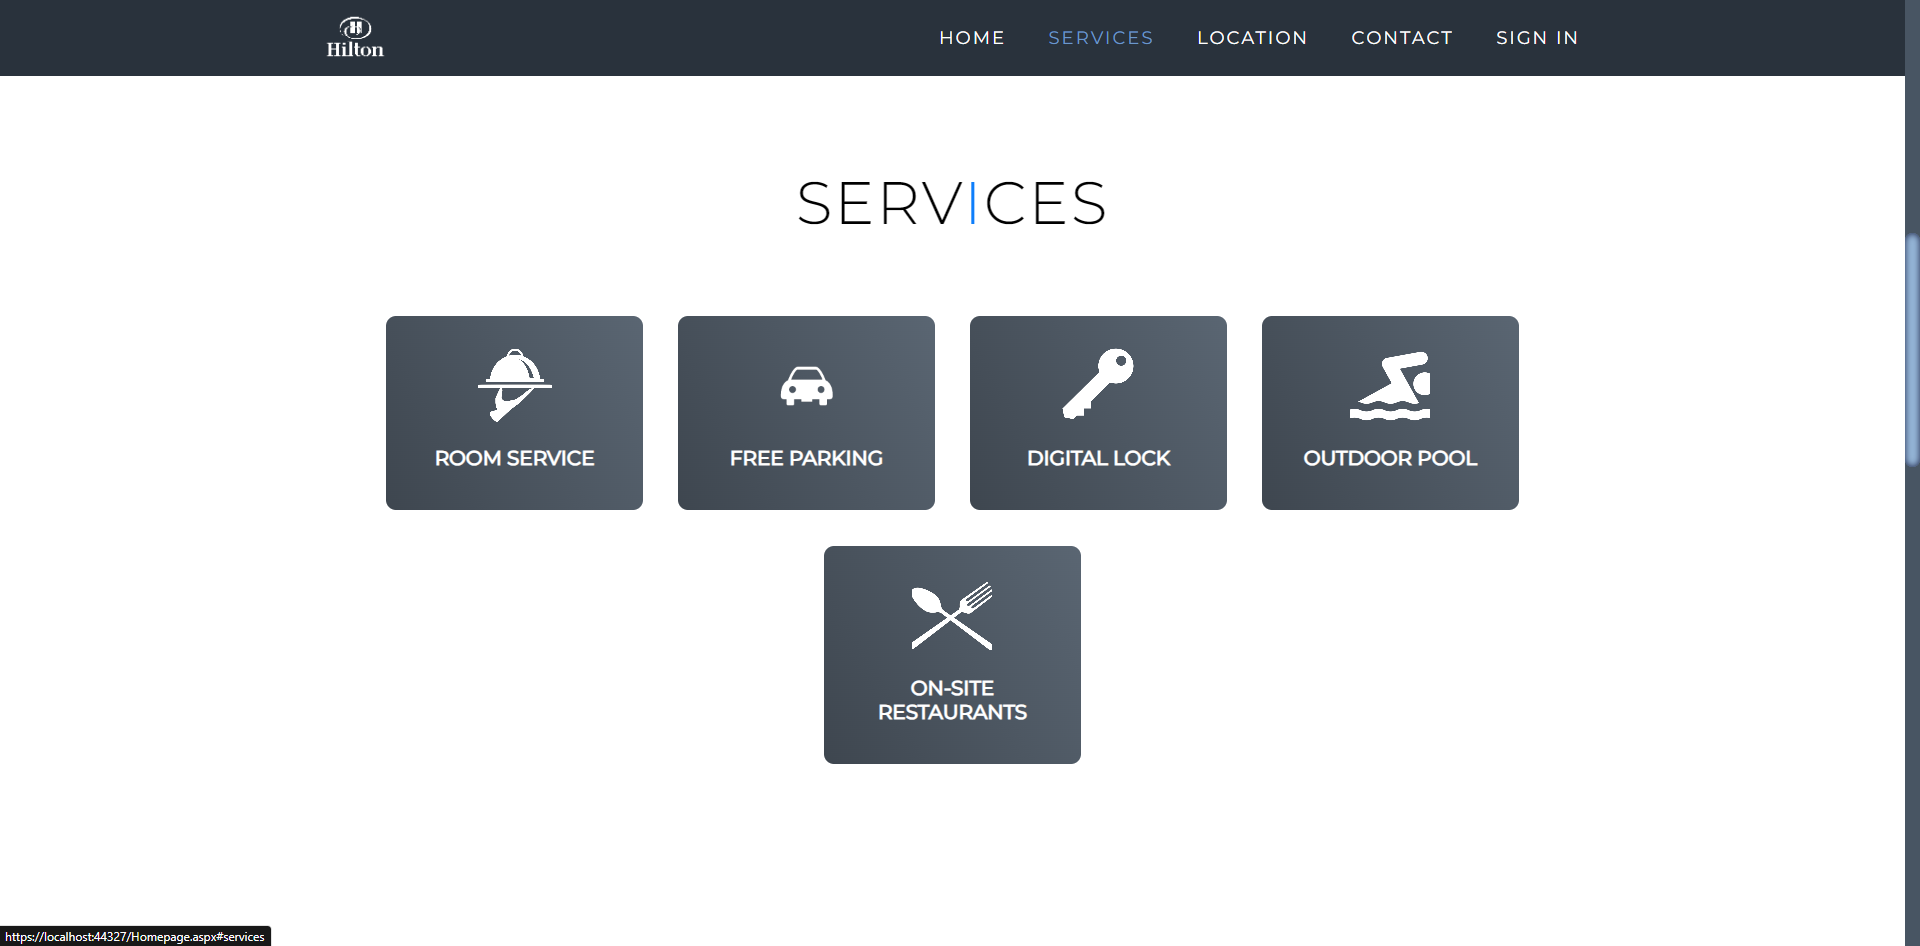 Hilton
HOME SERVICES LOCATION CONTACT SIGN IN
SERVICES
ROOM SERVICE FREE PARKING DIGITAL LOCK OUTDOOR POOL
ON-SITE
RESTAURANTS
https://localhost:44327/Homepage.aspx#services